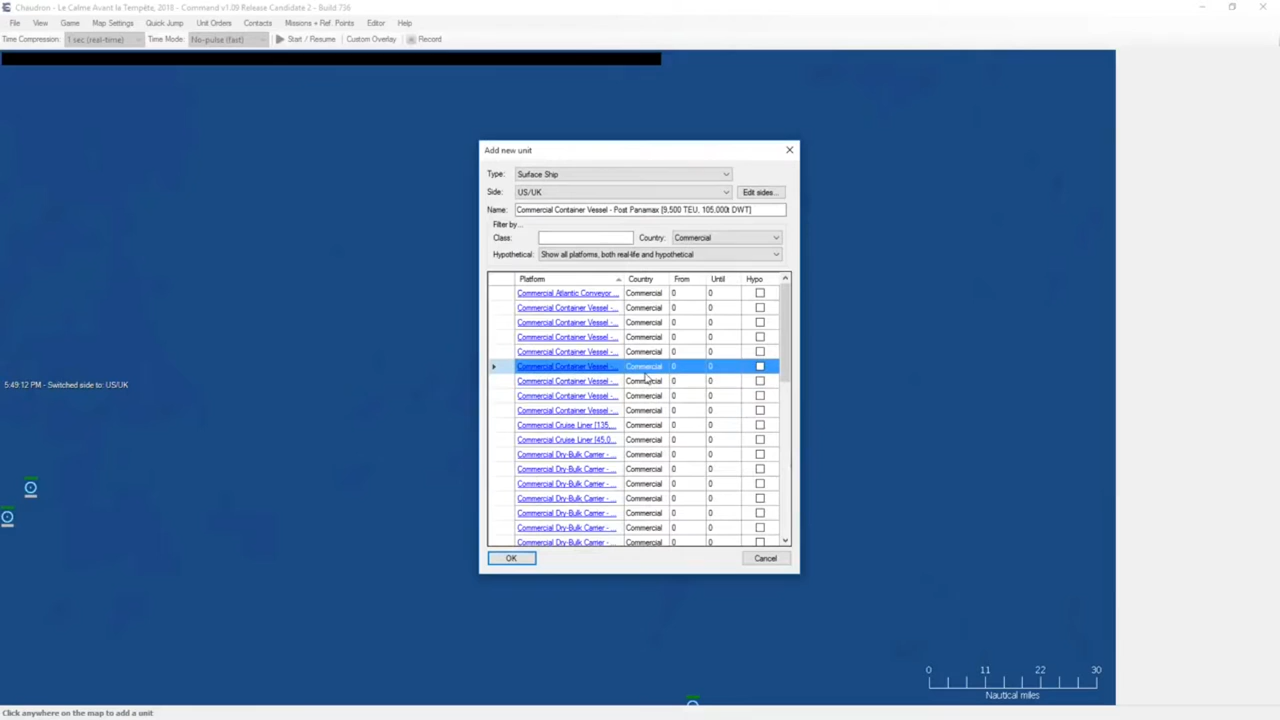 Chaudron - Le Calme Avant la Tempête, 2018 - Command v1.09 Release Candidate 2 - Build 736
File View Game Map Settings Quick Jump Unit Orders Contacts Missions + Ref. Points Editor Help
Time Compression: 1 sec (real-time) Time Mode: No-pulse (fast) Start / Resume Custom Overlay Record
Add new unit
Type: Surface Ship
Side: US/UK Edit sides...
Name: Commercial Container Vessel - Post Panamax [9,500 TEU, 105,000t DWT]
Filter by...
Class: Country: Commercial
Hypothetical: Show all platforms, both real-life and hypothetical
Platform Country From Until Hypo
Commercial Atlantic Conveyor ... Commercial 0 0
Commercial Container Vessel -... Commercial 0 0
Commercial Container Vessel -... Commercial 0 0
Commercial Container Vessel -... Commercial 0 0
Commercial Container Vessel -... Commercial 0 0
Commercial Container Vessel -... Commercial 0 0
Commercial Container Vessel -... Commercial 0 0
Commercial Container Vessel -... Commercial 0 0
Commercial Container Vessel -... Commercial 0 0
Commercial Cruise Liner [135,... Commercial 0 0
Commercial Cruise Liner [45,0... Commercial 0 0
Commercial Dry-Bulk Carrier - ... Commercial 0 0
Commercial Dry-Bulk Carrier - ... Commercial 0 0
Commercial Dry-Bulk Carrier - ... Commercial 0 0
Commercial Dry-Bulk Carrier - ... Commercial 0 0
Commercial Dry-Bulk Carrier - ... Commercial 0 0
Commercial Dry-Bulk Carrier - ... Commercial 0 0
Commercial Dry-Bulk Carrier - ... Commercial 0 0
OK Cancel
5:49:12 PM - Switched side to: US/UK
0 11 22 30
Nautical miles
Click anywhere on the map to add a unit